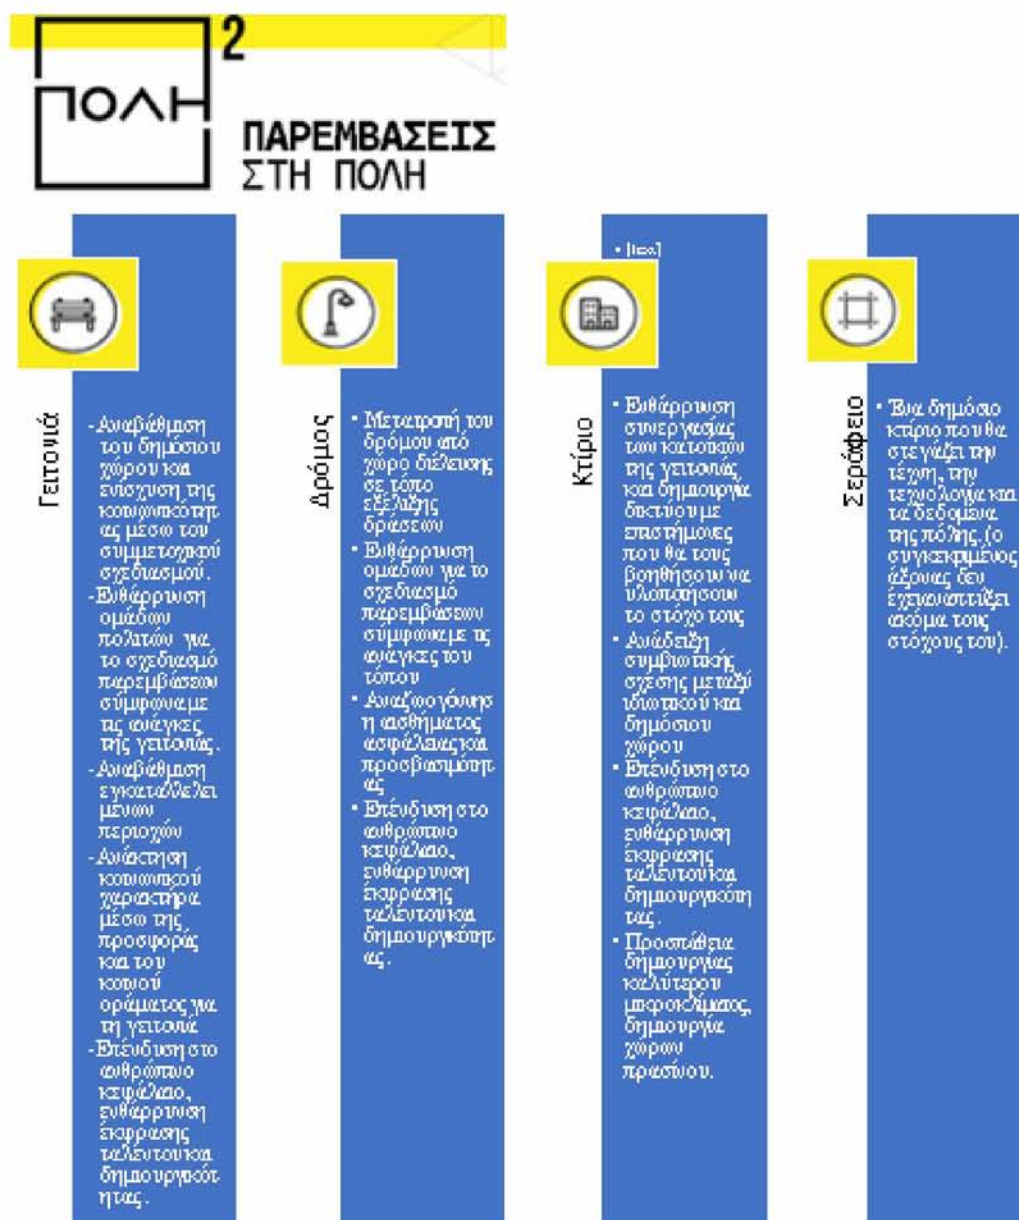 2
ΠΟΛΗ
ΠΑΡΕΜΒΑΣΕΙΣ
ΣΤΗ ΠΟΛΗ
Γειτονιά
-Αναβάθμιση
του δημόσιου
χώρου και
ενίσχυση της
κοινωνικότητ
ας μέσω του
συμμετοχικού
σχεδιασμού.
-Ενθάρρυνση
ομάδων
πολιτών για
το σχεδιασμό
παρεμβάσεων
σύμφωνα με
τις ανάγκες
της γειτονιάς.
-Αναβάθμιση
εγκαταλλελει
μένων
περιοχών
-Ανάκτηση
κοινωνικού
χαρακτήρα
μέσω της
προσφοράς
και του
κοινού
οράματος για
τη γειτονιά
-Επένδυση στο
ανθρώπινο
κεφάλαιο,
ενθάρρυνση
έκφρασης
ταλέντου και
δημιουργικότ
ητας.
Δρόμος
• Μετατροπή του
δρόμου από
χώρο διέλευσης
σε τόπο
εξέλιξης
δράσεων
• Ενθάρρυνση
ομάδων για το
σχεδιασμό
παρεμβάσεων
σύμφωνα με τις
ανάγκες του
τόπου
• Αναζωογόνησ
η αισθήματος
ασφάλειας και
προσβασιμότητ
ας
• Επένδυση στο
ανθρώπινο
κεφάλαιο,
ενθάρρυνση
έκφρασης
ταλέντου και
δημιουργικότητ
ας.
Κτίριο
• [Text]
• Ενθάρρυνση
συνεργασίας
των κατοίκων
της γειτονιάς
και δημιουργία
δικτύου με
επιστήμονες
που θα τους
βοηθήσουν να
υλοποιήσουν
το στόχο τους
• Ανάδειξη
συμβιωτικής
σχέσης μεταξύ
ιδιωτικού και
δημόσιου
χώρου
• Επένδυση στο
ανθρώπινο
κεφάλαιο,
ενθάρρυνση
έκφρασης
ταλέντου και
δημιουργικότη
τας.
• Προσπάθεια
δημιουργίας
καλύτερου
μικροκλίματος,
δημιουργία
χώρων
πρασίνου.
Σεράφειο
• Ένα δημόσιο
κτίριο που θα
στεγάζει την
τέχνη, την
τεχνολογία και
τα δεδομένα
της πόλης. (ο
συγκεκριμένος
άξονας δεν
έχει αναπτύξει
ακόμα τους
στόχους του).